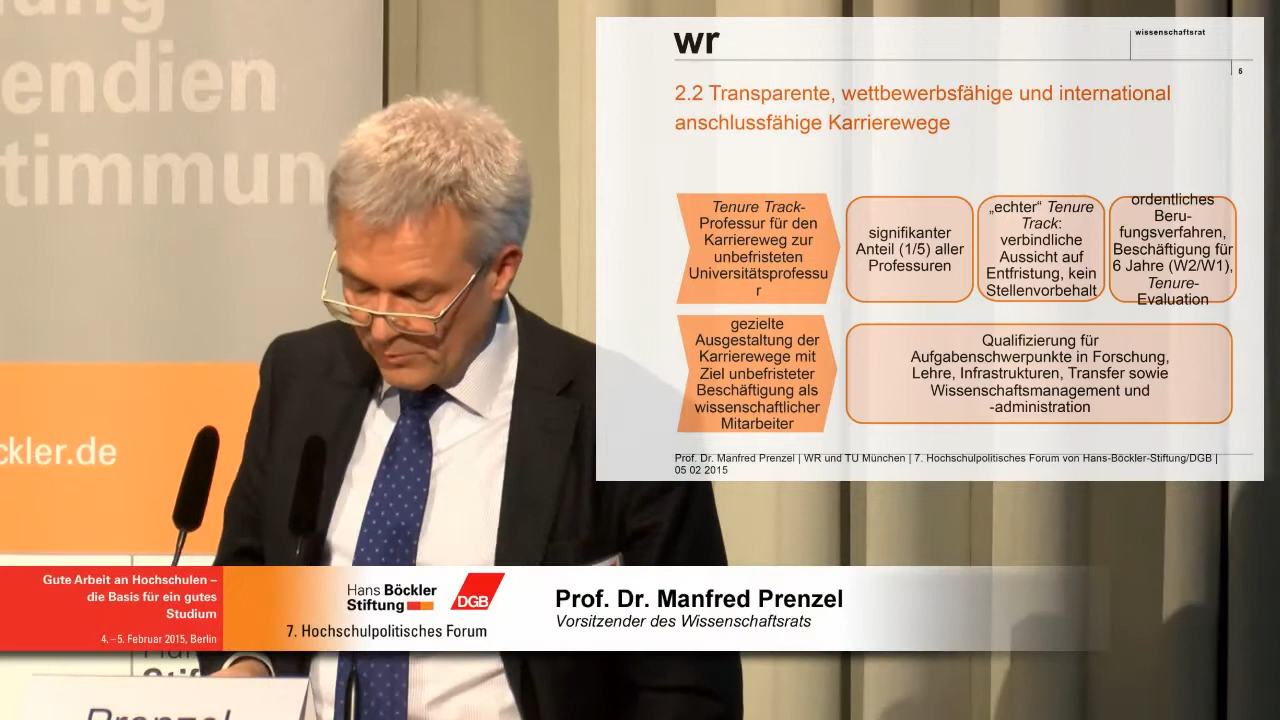 endien
timmun
ckler.de
wr
wissenschaftsrat
6
2.2 Transparente, wettbewerbsfähige und international
anschlussfähige Karrierewege
Tenure Track-
Professur für den
Karriereweg zur
unbefristeten
Universitätsprofessu
r
signifikanter
Anteil (1/5) aller
Professuren
„echter“ Tenure
Track:
verbindliche
Aussicht auf
Entfristung, kein
Stellenvorbehalt
ordentliches
Beru-
fungsverfahren,
Beschäftigung für
6 Jahre (W2/W1),
Tenure-
Evaluation
gezielte
Ausgestaltung der
Karrierewege mit
Ziel unbefristeter
Beschäftigung als
wissenschaftlicher
Mitarbeiter
Qualifizierung für
Aufgabenschwerpunkte in Forschung,
Lehre, Infrastrukturen, Transfer sowie
Wissenschaftsmanagement und
-administration
Prof. Dr. Manfred Prenzel | WR und TU München | 7. Hochschulpolitisches Forum von Hans-Böckler-Stiftung/DGB |
05 02 2015
Gute Arbeit an Hochschulen –
die Basis für ein gutes
Studium
4.–5. Februar 2015, Berlin
Hans Böckler
Stiftung
DGB
7. Hochschulpolitisches Forum
Prof. Dr. Manfred Prenzel
Vorsitzender des Wissenschaftsrats
Prenzel